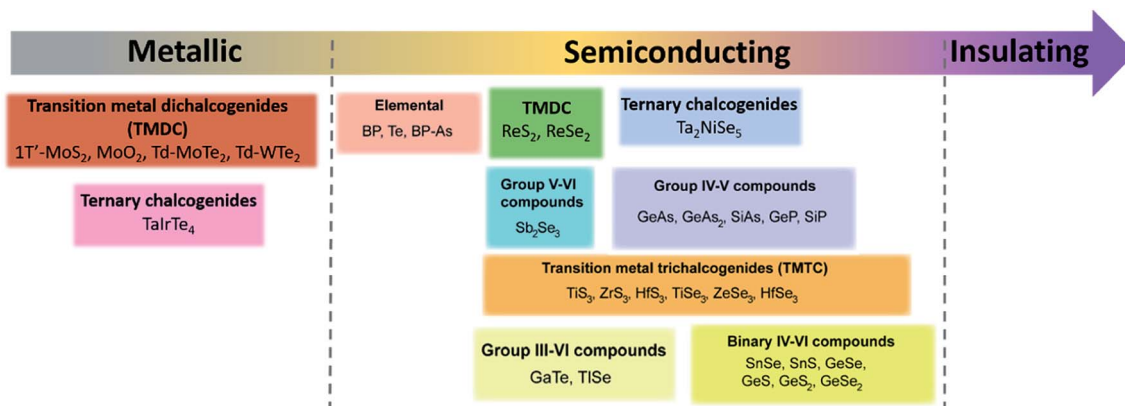 Metallic
Semiconducting
Insulating
Transition metal dichalcogenides
(TMDC)
1T’-MoS₂, MoO₂, Td-MoTe₂, Td-WTe₂
Ternary chalcogenides
TaIrTe₄
Elemental
BP, Te, BP-As
TMDC
ReS₂, ReSe₂
Ternary chalcogenides
Ta₂NiSe₅
Group V-VI
compounds
Sb₂Se₃
Group IV-V compounds
GeAs, GeAs₂, SiAs, GeP, SiP
Transition metal trichalcogenides (TMTC)
TiS₃, ZrS₃, HfS₃, TiSe₃, ZeSe₃, HfSe₃
Group III-VI compounds
GaTe, TlSe
Binary IV-VI compounds
SnSe, SnS, GeSe,
GeS, GeS₂, GeSe₂